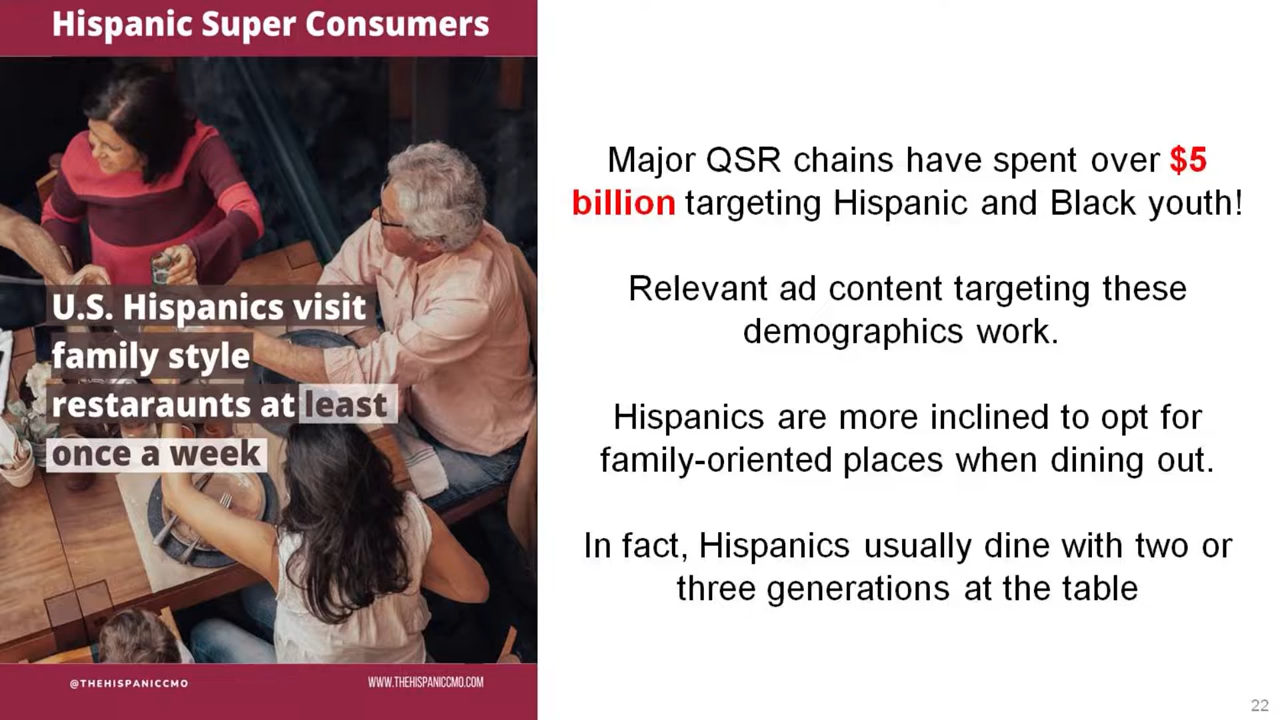 Hispanic Super Consumers
U.S. Hispanics visit
family style
restaraunts at least
once a week
@THEHISPANICCMO
WWW.THEHISPANICCMO.COM
Major QSR chains have spent over $5
billion targeting Hispanic and Black youth!
Relevant ad content targeting these
demographics work.
Hispanics are more inclined to opt for
family-oriented places when dining out.
In fact, Hispanics usually dine with two or
three generations at the table
22